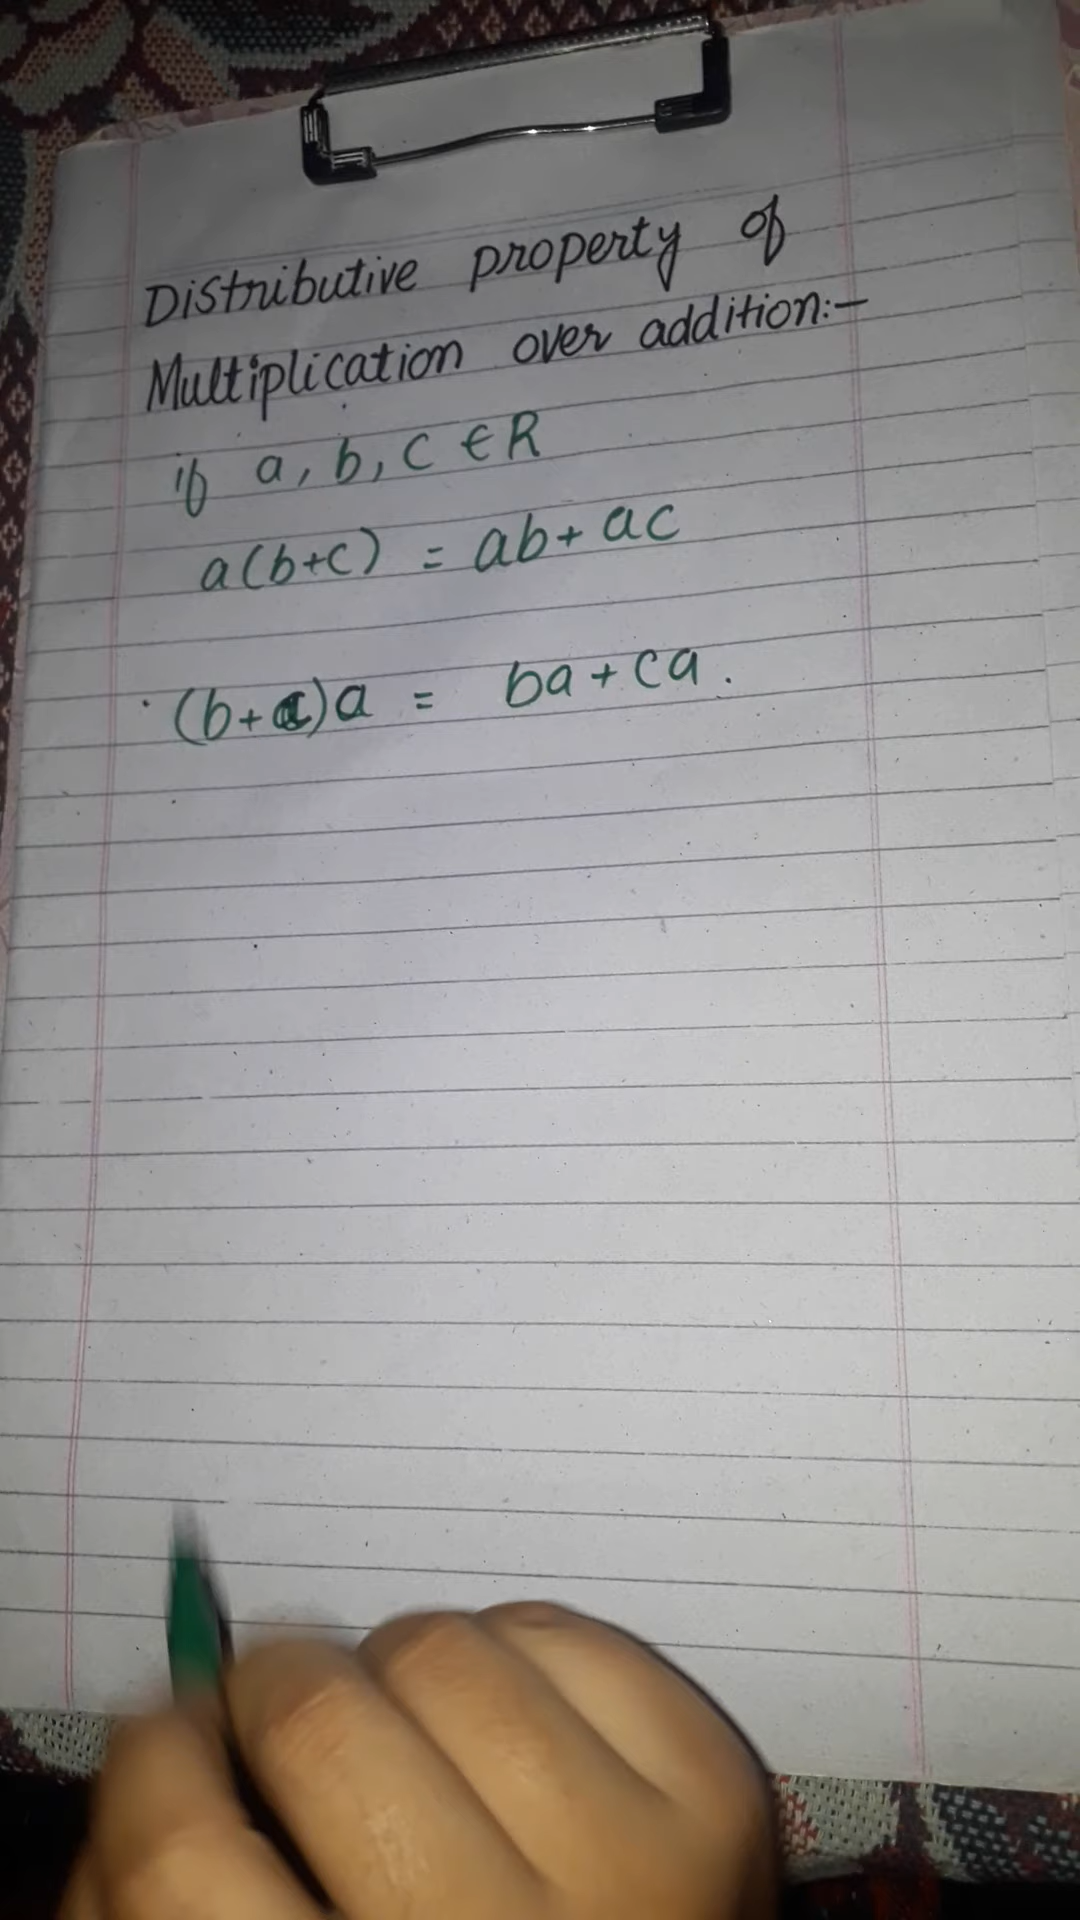 Distributive property of
Multiplication over addition:-
if a, b, c ∈ R
a(b+c) = ab+ ac
(b+c)a = ba + ca.